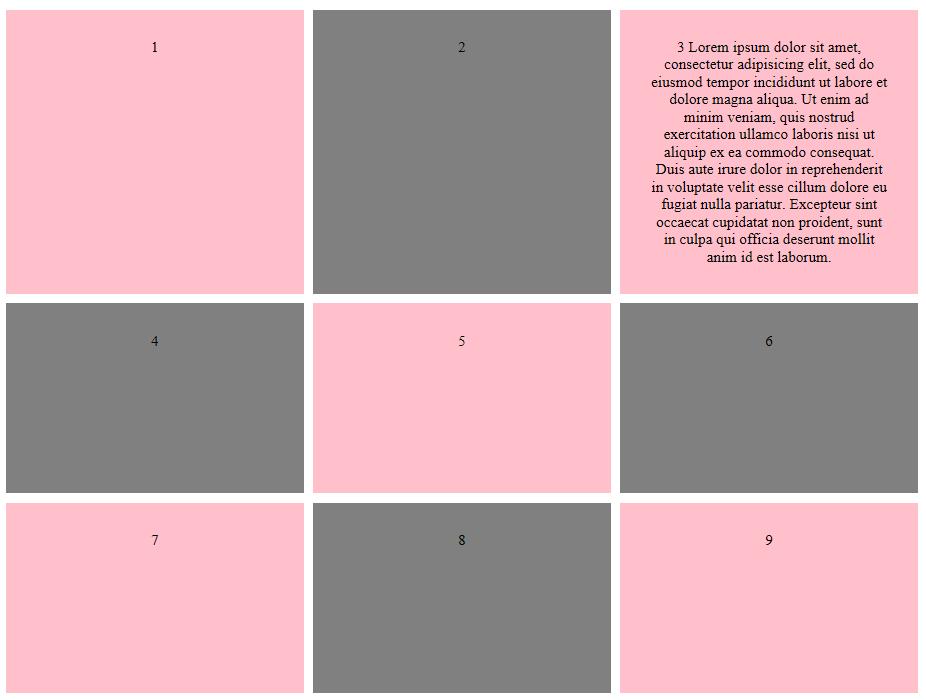 1
2
3 Lorem ipsum dolor sit amet,
consectetur adipisicing elit, sed do
eiusmod tempor incididunt ut labore et
dolore magna aliqua. Ut enim ad
minim veniam, quis nostrud
exercitation ullamco laboris nisi ut
aliquip ex ea commodo consequat.
Duis aute irure dolor in reprehenderit
in voluptate velit esse cillum dolore eu
fugiat nulla pariatur. Excepteur sint
occaecat cupidatat non proident, sunt
in culpa qui officia deserunt mollit
anim id est laborum.
4
5
6
7
8
9